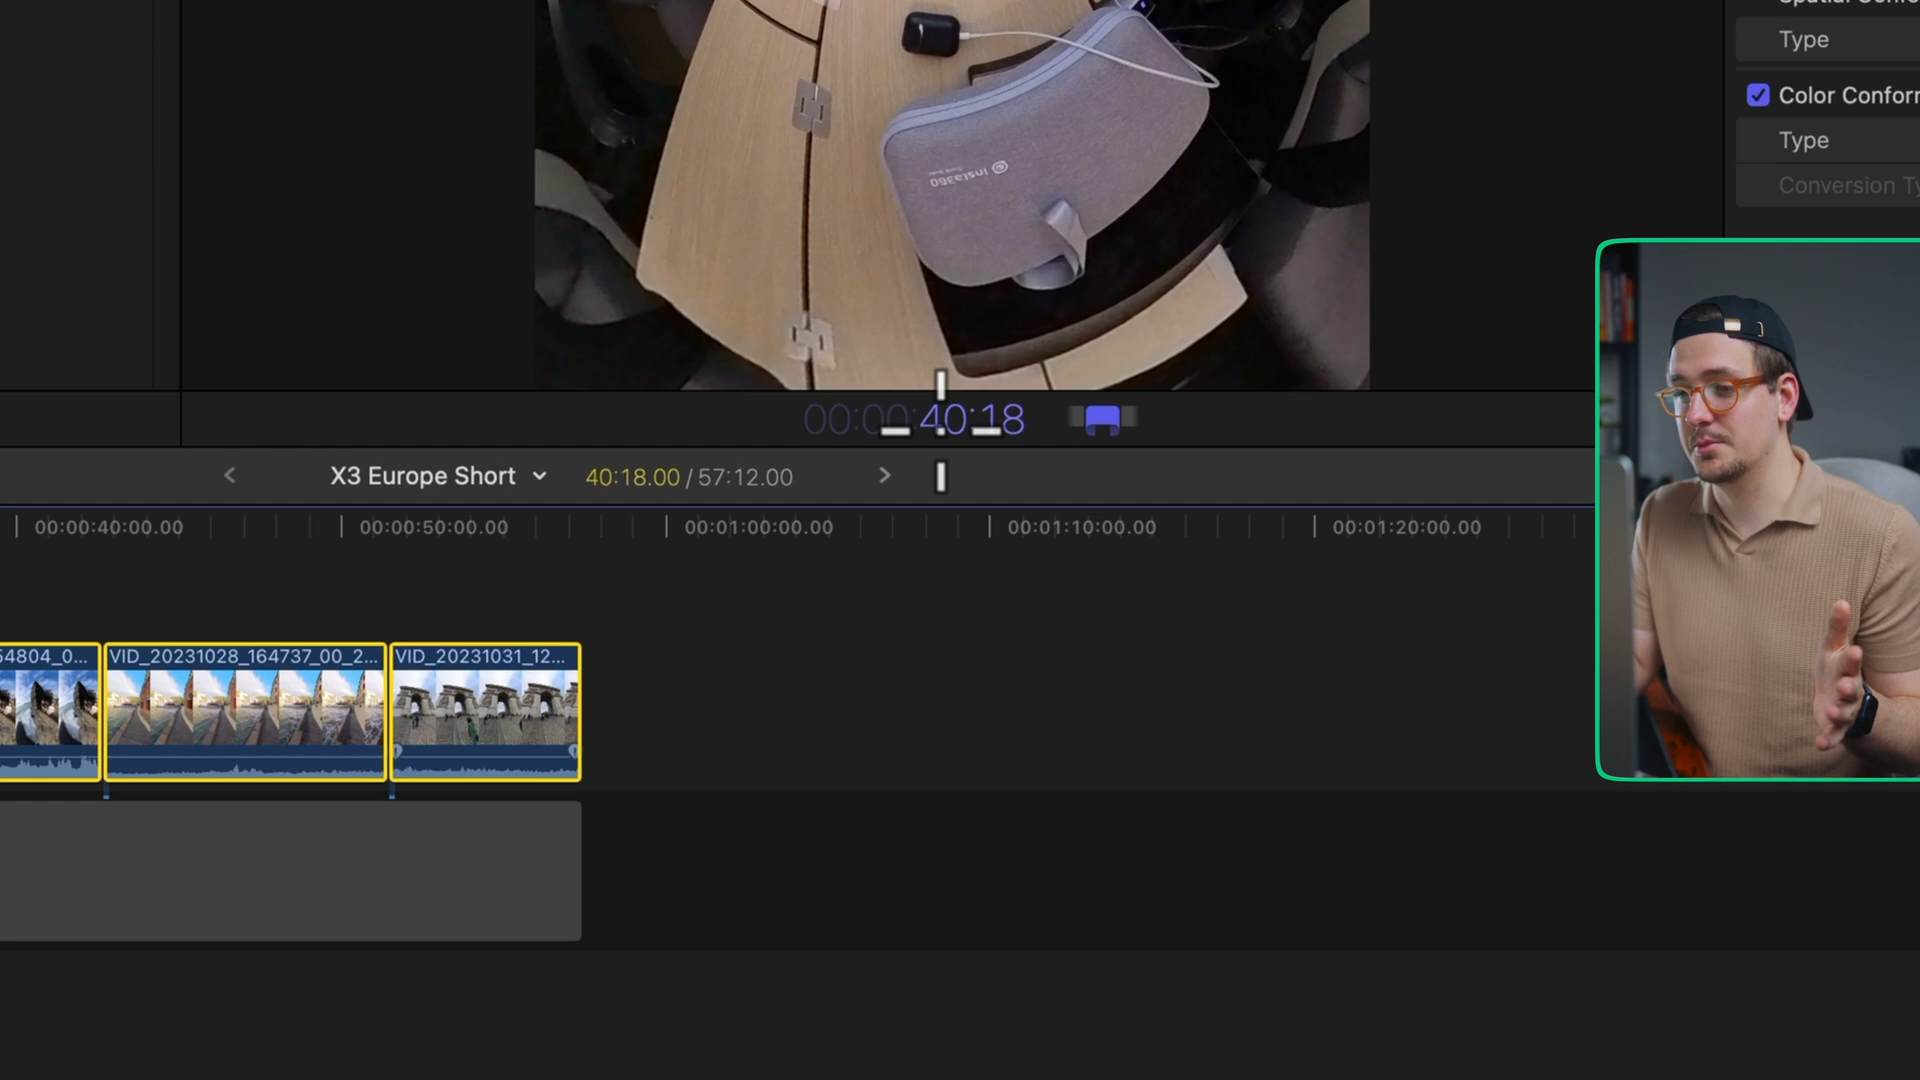 Type
Color Confor
Type
Conversion Ty
Insta360
00:00:40:18
X3 Europe Short
40:18.00 / 57:12.00
00:00:40:00.00
00:00:50:00.00
00:01:00:00.00
00:01:10:00.00
00:01:20:00.00
54804_0...
VID_20231028_164737_00_2...
VID_20231031_12...